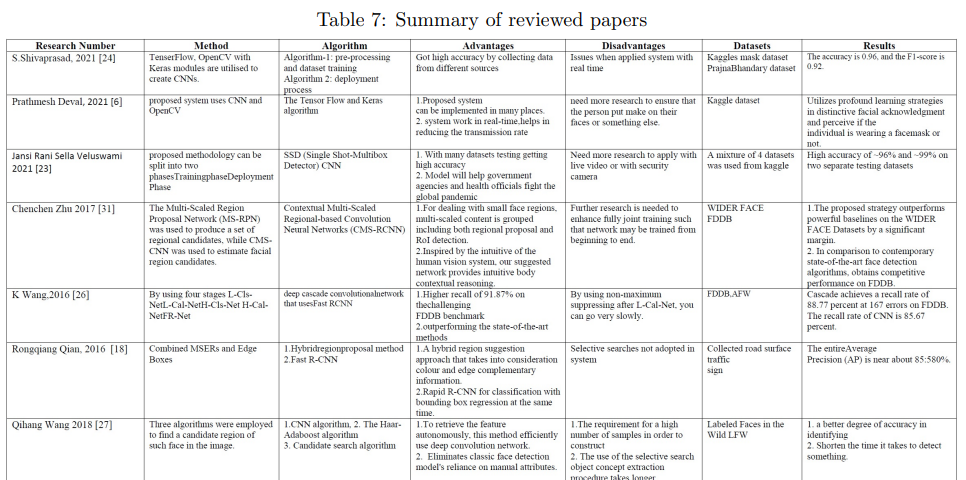 Table 7: Summary of reviewed papers
Research Number
Method
Algorithm
Advantages
Disadvantages
Datasets
Results
S.Shivaprasad, 2021 [24]
TenserFlow, OpenCV with
Keras modules are utilised to
create CNNs.
Algorithm-1: pre-processing
and dataset training
Algorithm 2: deployment
process
Got high accuracy by collecting data
from different sources
Issues when applied system with
real time
Kaggles mask dataset
PrajnaBhandary dataset
The accuracy is 0.96, and the F1-score is
0.92.
Prathmesh Deval, 2021 [6]
proposed system uses CNN and
OpenCV
The Tensor Flow and Keras
algorithm
1.Proposed system
can be implemented in many places.
2. system work in real-time,helps in
reducing the transmission rate
need more research to ensure that
the person put make on their
faces or something else.
Kaggle dataset
Utilizes profound learning strategies
in distinctive facial acknowledgment
and perceive if the
individual is wearing a facemask or
not.
Jansi Rani Sella Veluswami
2021 [23]
proposed methodology can be
split into two
phasesTrainingphaseDeployment
Phase
SSD (Single Shot-Multibox
Detector) CNN
1. With many datasets testing getting
high accuracy
2. Model will help government
agencies and health officials fight the
global pandemic
Need more research to apply with
live video or with security
camera
A mixture of 4 datasets
was used from kaggle
High accuracy of ~96% and ~99% on
two separate testing datasets
Chenchen Zhu 2017 [31]
The Multi-Scaled Region
Proposal Network (MS-RPN)
was used to produce a set of
regional candidates, while CMS-
CNN was used to estimate facial
region candidates.
Contextual Multi-Scaled
Regional-based Convolution
Neural Networks (CMS-RCNN)
1.For dealing with small face regions,
multi-scaled content is grouped
including both regional proposal and
RoI detection.
2.Inspired by the intuitive of the
human vision system, our suggested
network provides intuitive body
contextual reasoning.
Further research is needed to
enhance fully joint training such
that network may be trained from
beginning to end.
WIDER FACE
FDDB
1.The proposed strategy outperforms
powerful baselines on the WIDER
FACE Datasets by a significant
margin.
2. In comparison to contemporary
state-of-the-art face detection
algorithms, obtains competitive
performance on FDDB.
K Wang,2016 [26]
By using four stages L-Cls-
NetL-Cal-NetH-Cls-Net H-Cal-
NetFR-Net
deep cascade convolutionalnetwork
that usesFast RCNN
1.Higher recall of 91.87% on
thechallenging
FDDB benchmark
2.outperforming the state-of-the-art
methods
By using non-maximum
suppressing after L-Cal-Net, you
can go very slowly.
FDDB,AFW
Cascade achieves a recall rate of
88.77 percent at 167 errors on FDDB.
The recall rate of CNN is 85.67
percent.
Rongqiang Qian, 2016 [18]
Combined MSERs and Edge
Boxes
1.Hybridregionproposal method
2.Fast R-CNN
1.A hybrid region suggestion
approach that takes into consideration
colour and edge complementary
information.
2.Rapid R-CNN for classification with
bounding box regression at the same
time.
Selective searches not adopted in
system
Collected road surface
traffic
sign
The entireAverage
Precision (AP) is near about 85:580%.
Qihang Wang 2018 [27]
Three algorithms were employed
to find a candidate region of
such face in the image.
1.CNN algorithm, 2. The Haar-
Adaboost algorithm
3. Candidate search algorithm
1.To retrieve the feature
autonomously, this method efficiently
use deep convolution network.
2. Eliminates classic face detection
model's reliance on manual attributes.
1.The requirement for a high
number of samples in order to
construct
2. The use of the selective search
object concept extraction
procedure takes longer
Labeled Faces in the
Wild LFW
1. a better degree of accuracy in
identifying
2. Shorten the time it takes to detect
something.